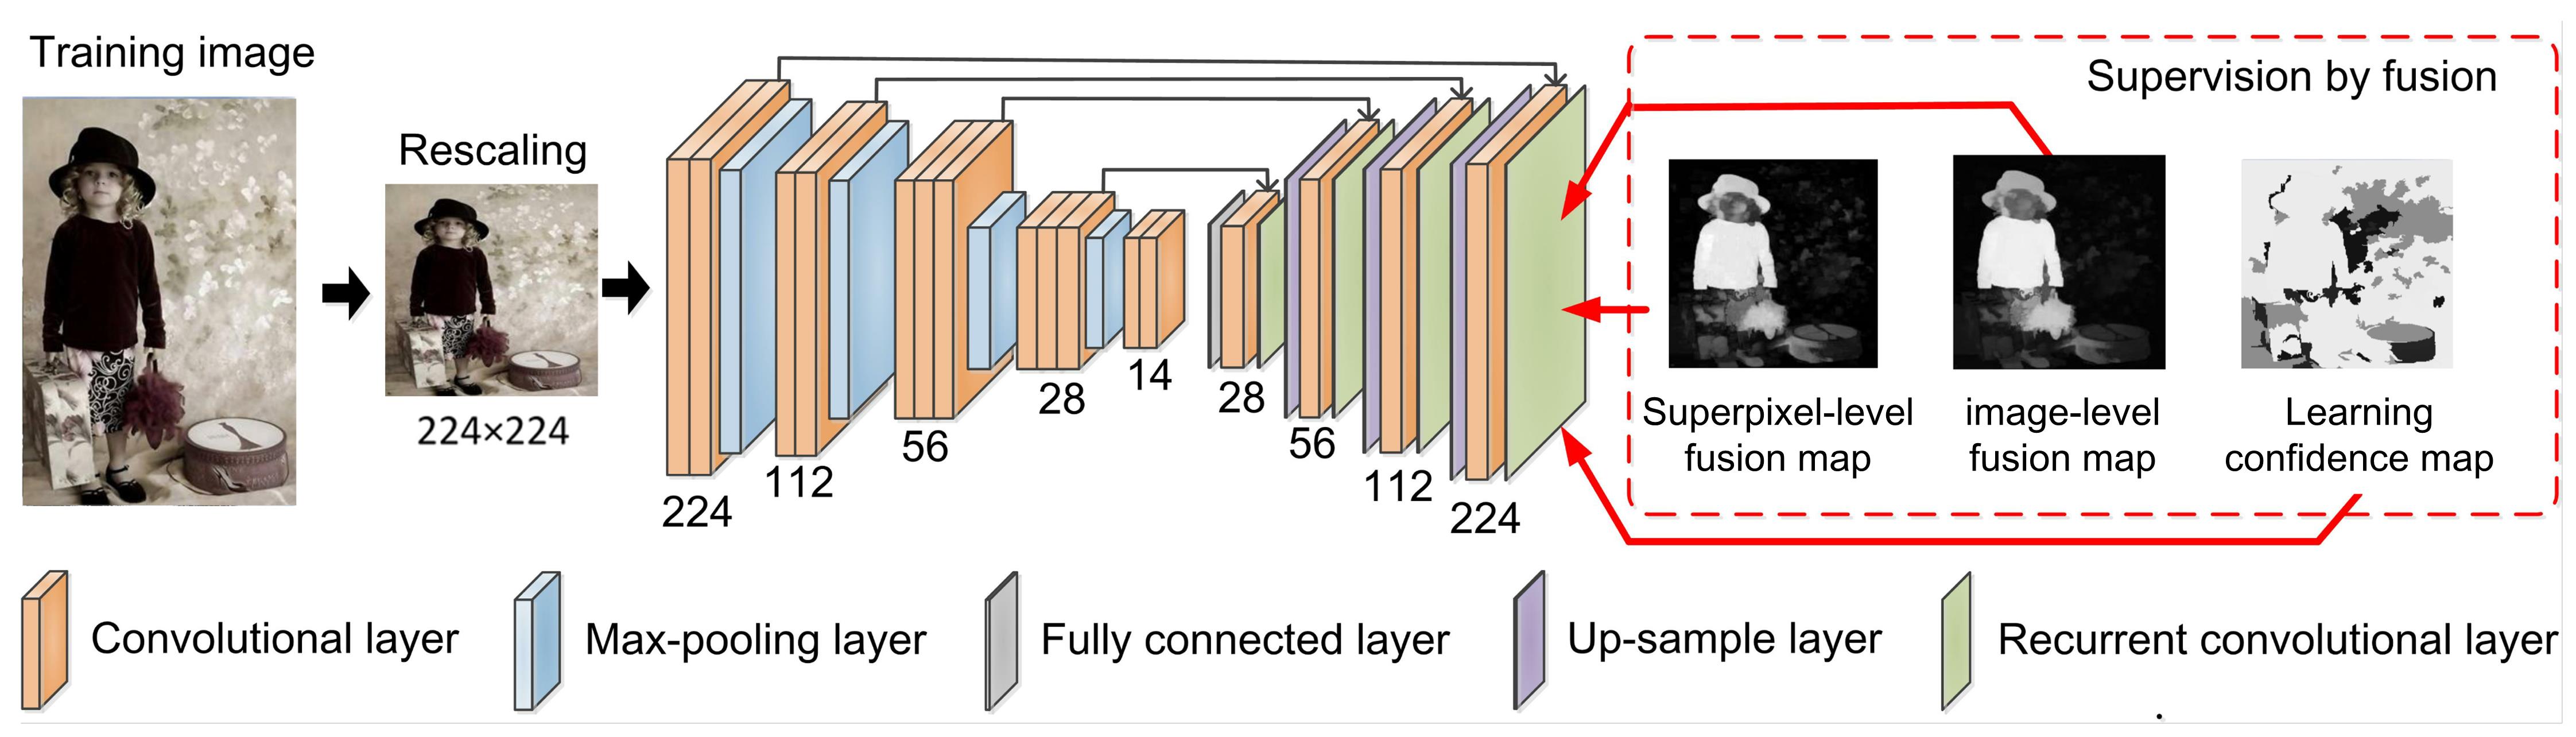 Training image
Rescaling
224×224
224
112
56
28
14
28
56
112
224
Supervision by fusion
Superpixel-level
fusion map
image-level
fusion map
Learning
confidence map
Convolutional layer
Max-pooling layer
Fully connected layer
Up-sample layer
Recurrent convolutional layer